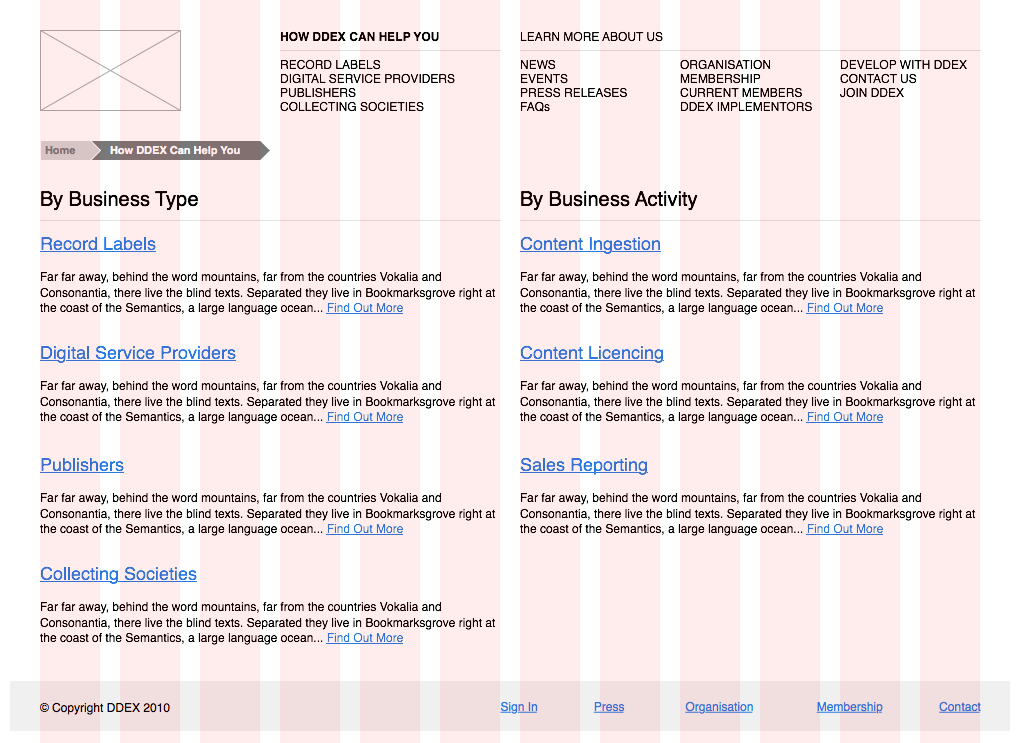 HOW DDEX CAN HELP YOU
RECORD LABELS
DIGITAL SERVICE PROVIDERS
PUBLISHERS
COLLECTING SOCIETIES
LEARN MORE ABOUT US
NEWS
EVENTS
PRESS RELEASES
FAQs
ORGANISATION
MEMBERSHIP
CURRENT MEMBERS
DDEX IMPLEMENTORS
DEVELOP WITH DDEX
CONTACT US
JOIN DDEX
Home
How DDEX Can Help You
By Business Type
Record Labels
Far far away, behind the word mountains, far from the countries Vokalia and
Consonantia, there live the blind texts. Separated they live in Bookmarksgrove right at
the coast of the Semantics, a large language ocean... Find Out More
Digital Service Providers
Far far away, behind the word mountains, far from the countries Vokalia and
Consonantia, there live the blind texts. Separated they live in Bookmarksgrove right at
the coast of the Semantics, a large language ocean... Find Out More
Publishers
Far far away, behind the word mountains, far from the countries Vokalia and
Consonantia, there live the blind texts. Separated they live in Bookmarksgrove right at
the coast of the Semantics, a large language ocean... Find Out More
Collecting Societies
Far far away, behind the word mountains, far from the countries Vokalia and
Consonantia, there live the blind texts. Separated they live in Bookmarksgrove right at
the coast of the Semantics, a large language ocean... Find Out More
By Business Activity
Content Ingestion
Far far away, behind the word mountains, far from the countries Vokalia and
Consonantia, there live the blind texts. Separated they live in Bookmarksgrove right at
the coast of the Semantics, a large language ocean... Find Out More
Content Licencing
Far far away, behind the word mountains, far from the countries Vokalia and
Consonantia, there live the blind texts. Separated they live in Bookmarksgrove right at
the coast of the Semantics, a large language ocean... Find Out More
Sales Reporting
Far far away, behind the word mountains, far from the countries Vokalia and
Consonantia, there live the blind texts. Separated they live in Bookmarksgrove right at
the coast of the Semantics, a large language ocean... Find Out More
© Copyright DDEX 2010
Sign In
Press
Organisation
Membership
Contact